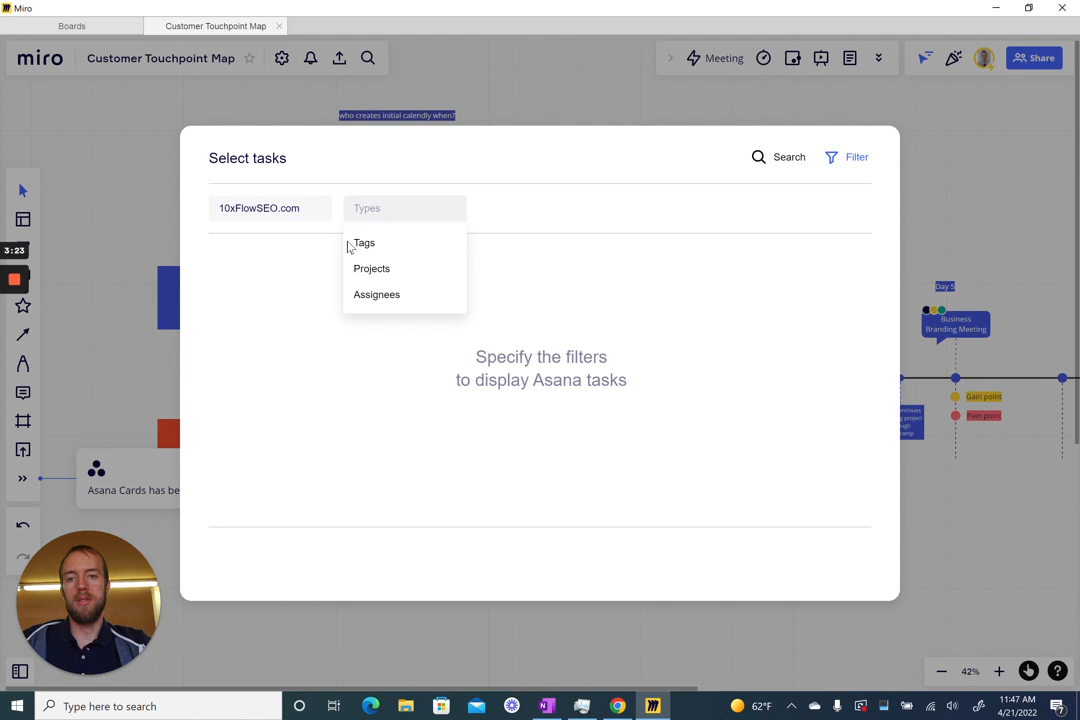 Miro
Boards
Customer Touchpoint Map
miro
Customer Touchpoint Map
Meeting
Share
who creates initial calendly when?
Select tasks
Search
Filter
10xFlowSEO.com
Types
Tags
Projects
Assignees
3:23
Specify the filters
to display Asana tasks
Day 5
Business
Branding Meeting
Gain point
Pain point
Asana Cards has be
42%
Type here to search
62°F
11:47 AM
4/21/2022
7